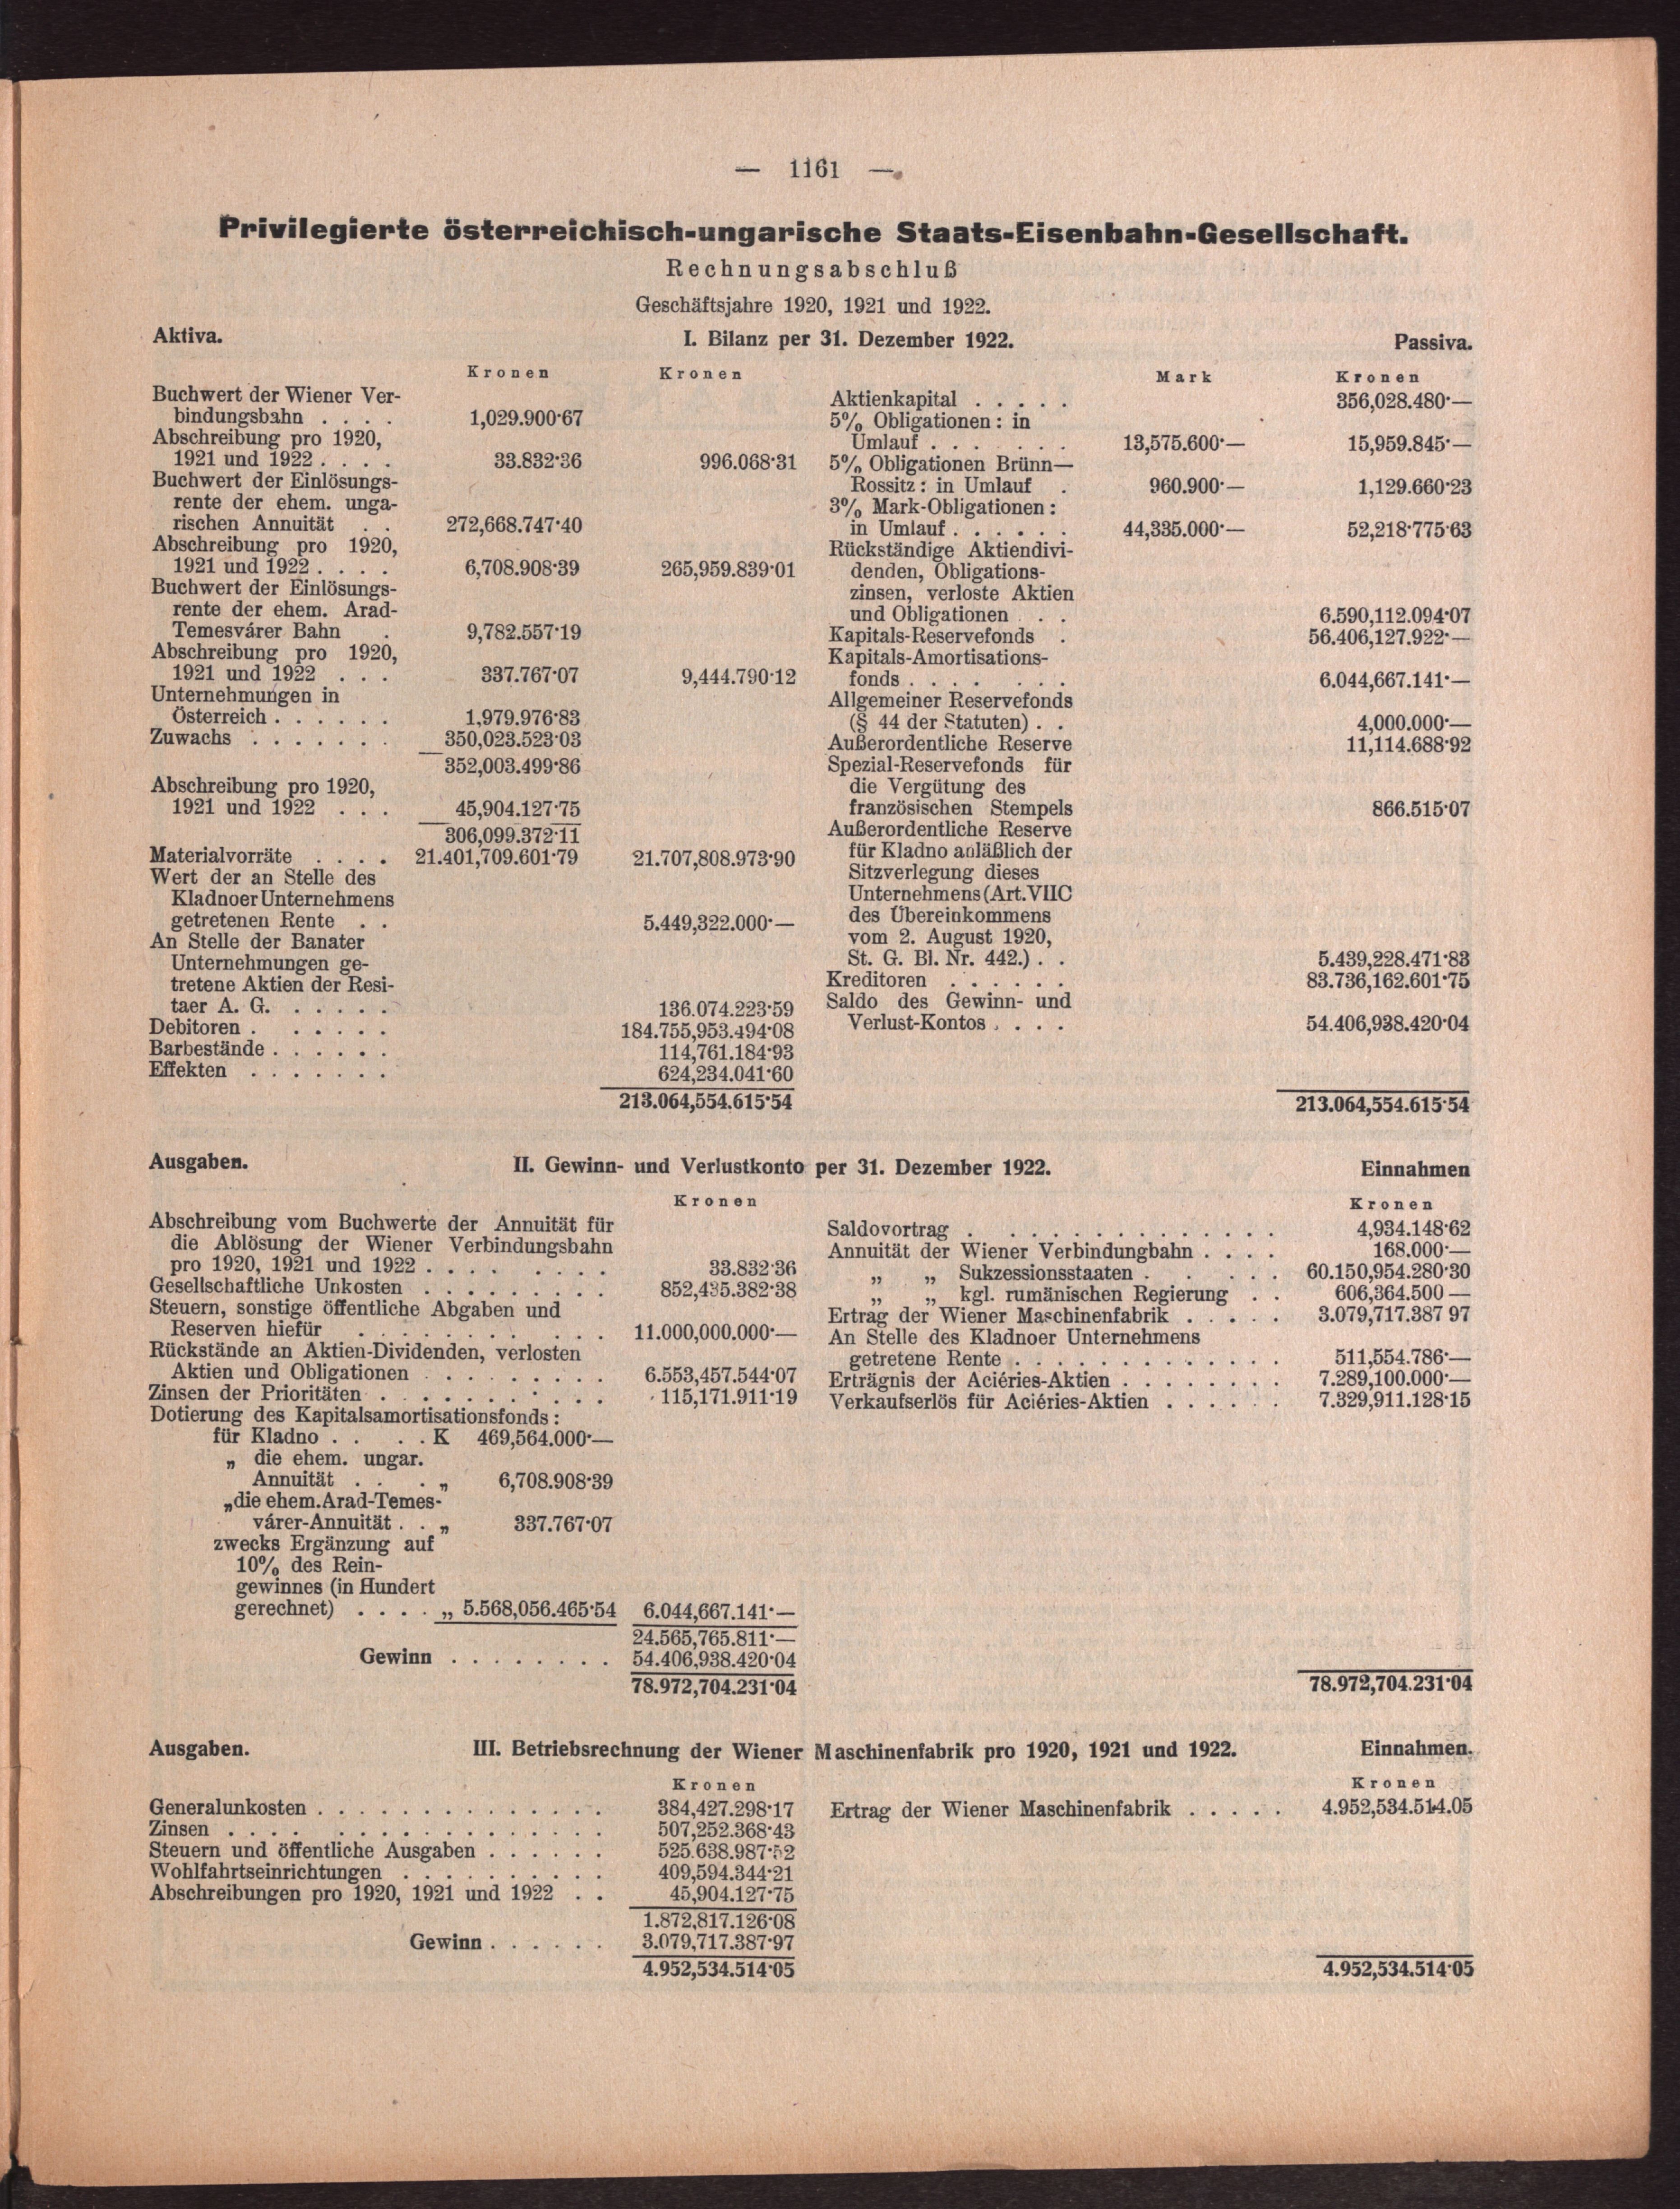 — 1161 —
Privilegierte österreichisch-ungarische Staats-Eisenbahn-Gesellschaft.
Rechnungsabschluß
Geschäftsjahre 1920, 1921 und 1922.
Aktiva. I. Bilanz per 31. Dezember 1922. Passiva.
Kronen Kronen
Buchwert der Wiener Ver-
bindungsbahn . . . . 1,029.900·67
Abschreibung pro 1920,
1921 und 1922 . . . . 33.832·36 996.068·31
Buchwert der Einlösungs-
rente der ehem. unga-
rischen Annuität . . 272,668.747·40
Abschreibung pro 1920,
1921 und 1922 . . . . 6,708.908·39 265,959.839·01
Buchwert der Einlösungs-
rente der ehem. Arad-
Temesvárer Bahn . 9,782.557·19
Abschreibung pro 1920,
1921 und 1922 . . . 337.767·07 9,444.790·12
Unternehmungen in
Österreich . . . . . . 1,979.976·83
Zuwachs . . . . . . . 350,023.523·03
352,003.499·86
Abschreibung pro 1920,
1921 und 1922 . . . 45,904.127·75
306,099.372·11
Materialvorräte . . . . 21.401,709.601·79 21.707,808.973·90
Wert der an Stelle des
Kladnoer Unternehmens
getretenen Rente . . 5.449,322.000·—
An Stelle der Banater
Unternehmungen ge-
tretene Aktien der Resi-
taer A. G. . . . . . 136.074.223·59
Debitoren . . . . . . 184.755,953.494·08
Barbestände . . . . . . 114,761.184·93
Effekten . . . . . . . 624,234.041·60
213.064,554.615·54
Mark Kronen
Aktienkapital . . . . . 356,028.480·—
5% Obligationen: in
Umlauf . . . . . . . 13,575.600·— 15,959.845·—
5% Obligationen Brünn—
Rossitz: in Umlauf . 960.900·— 1,129.660·23
3% Mark-Obligationen:
in Umlauf . . . . . . 44,335.000·— 52,218·775·63
Rückständige Aktiendivi-
denden, Obligations-
zinsen, verloste Aktien
und Obligationen . . . 6.590,112.094·07
Kapitals-Reservefonds . 56.406,127.922·—
Kapitals-Amortisations-
fonds . . . . . . . 6.044,667.141·—
Allgemeiner Reservefonds
(§ 44 der Statuten) . . 4,000.000·—
Außerordentliche Reserve 11,114.688·92
Spezial-Reservefonds für
die Vergütung des
französischen Stempels 866.515·07
Außerordentliche Reserve
für Kladno anläßlich der
Sitzverlegung dieses
Unternehmens (Art. VIIC
des Übereinkommens
vom 2. August 1920,
St. G. Bl. Nr. 442.) . . 5.439,228.471·83
Kreditoren . . . . . . 83.736,162.601·75
Saldo des Gewinn- und
Verlust-Kontos . . . . 54.406,938.420·04
213.064,554.615·54
Ausgaben. II. Gewinn- und Verlustkonto per 31. Dezember 1922. Einnahmen
Kronen
Abschreibung vom Buchwerte der Annuität für
die Ablösung der Wiener Verbindungsbahn
pro 1920, 1921 und 1922 . . . . . . . . 33.832·36
Gesellschaftliche Unkosten . . . . . . . . . 852,435.382·38
Steuern, sonstige öffentliche Abgaben und
Reserven hiefür . . . . . . . . . 11.000,000.000·—
Rückstände an Aktien-Dividenden, verlosten
Aktien und Obligationen . . . . . . . . 6.553,457.544·07
Zinsen der Prioritäten . . . . . . . . . . 115,171.911·19
Dotierung des Kapitalsamortisationsfonds:
für Kladno . . . . K 469,564.000·—
„ die ehem. ungar.
Annuität . . . „ 6,708.908·39
„die ehem. Arad-Temes-
várer-Annuität . . „ 337.767·07
zwecks Ergänzung auf
10% des Rein-
gewinnes (in Hundert
gerechnet) . . . . „ 5.568,056.465·54 6.044,667.141·—
24.565,765.811·—
Gewinn . . . . . . . . 54.406,938.420·04
78.972,704.231·04
Kronen
Saldovortrag . . . . . . . . . . . . . . 4,934.148·62
Annuität der Wiener Verbindungbahn . . . . 168.000·—
„ „ Sukzessionsstaaten . . . . . 60.150,954.280·30
„ „ kgl. rumänischen Regierung . . 606,364.500 —
Ertrag der Wiener Maschinenfabrik . . . . . 3.079,717.387 97
An Stelle des Kladnoer Unternehmens
getretene Rente . . . . . . . . . . . . . 511,554.786·—
Erträgnis der Aciéries-Aktien . . . . . . . . 7.289,100.000·—
Verkaufserlös für Aciéries-Aktien . . . . . . 7.329,911.128·15
78.972,704.231·04
Ausgaben. III. Betriebsrechnung der Wiener Maschinenfabrik pro 1920, 1921 und 1922. Einnahmen.
Kronen Kronen
Generalunkosten . . . . . . . . . . . . . . 384,427.298·17 Ertrag der Wiener Maschinenfabrik . . . . . 4.952,534.514.05
Zinsen . . . . . . . . . . . . . . . . . 507,252.368·43
Steuern und öffentliche Ausgaben . . . . . . 525.638.987·52
Wohlfahrtseinrichtungen . . . . . . . . . . 409,594.344·21
Abschreibungen pro 1920, 1921 und 1922 . . 45,904.127·75
1.872,817.126·08
Gewinn . . . . . . 3.079,717.387·97
4.952,534.514·05 4.952,534.514·05